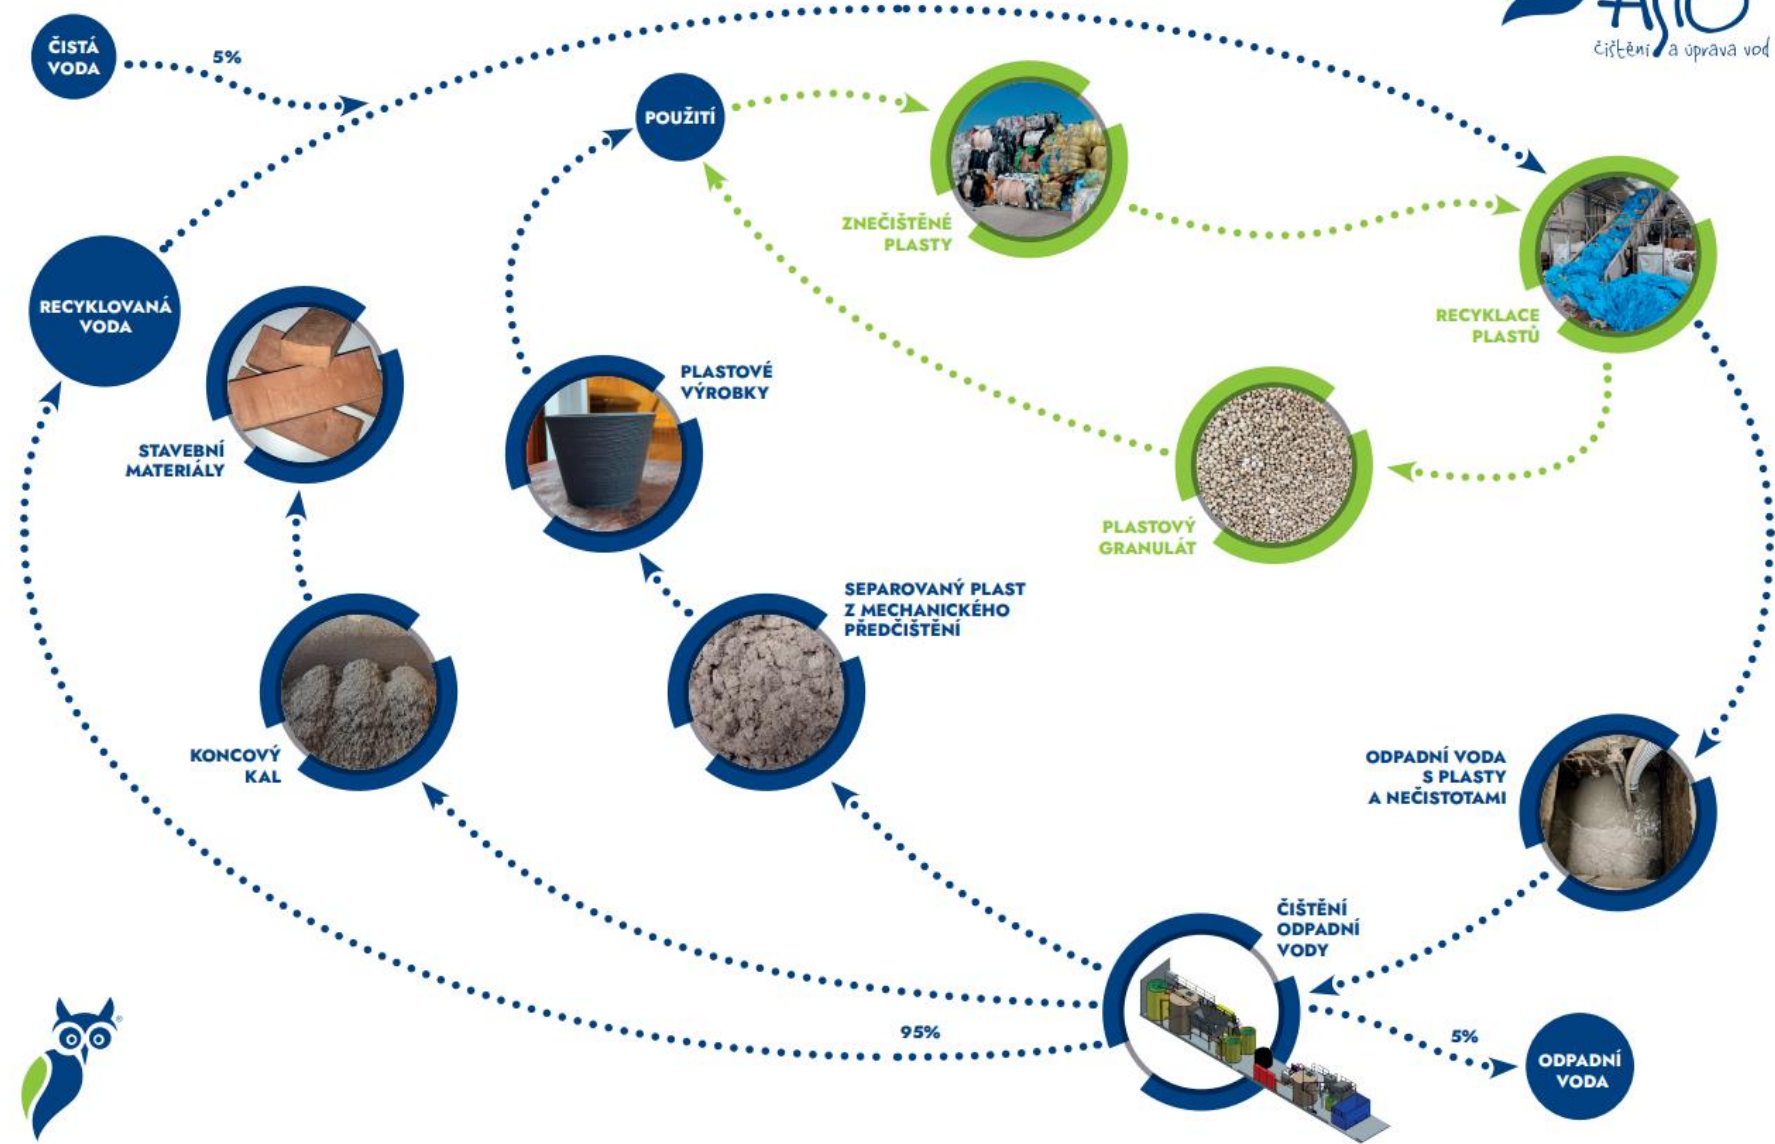 ASIO
čištění a úprava vod
ČISTÁ
VODA
5%
POUŽITÍ
ZNEČIŠTĚNÉ
PLASTY
RECYKLOVANÁ
VODA
RECYKLACE
PLASTŮ
PLASTOVÉ
VÝROBKY
STAVEBNÍ
MATERIÁLY
PLASTOVÝ
GRANULÁT
SEPAROVANÝ PLAST
Z MECHANICKÉHO
PŘEDČIŠTĚNÍ
KONCOVÝ
KAL
ODPADNÍ VODA
S PLASTY
A NEČISTOTAMI
ČIŠTĚNÍ
ODPADNÍ
VODY
95%
5%
ODPADNÍ
VODA